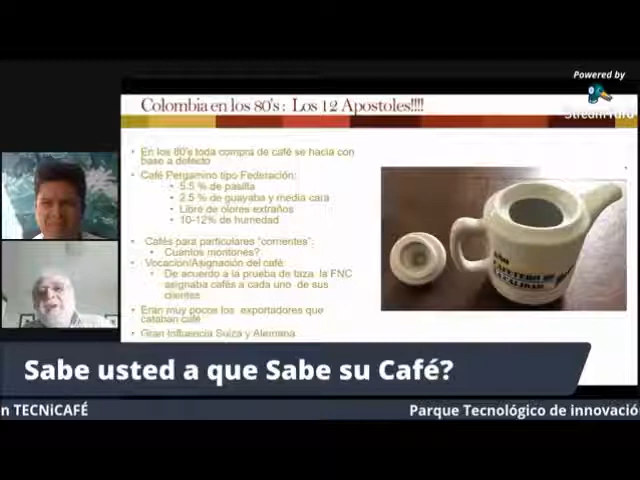 Powered by
StreamYard
Colombia en los 80's : Los 12 Apostoles!!!!
• En los 80's toda compra de café se hacía con
base a defecto
• Café Pergamino tipo Federación:
• 5.5 % de pasilla
• 2.5 % de guayaba y media cara
• Libre de olores extraños
• 10-12% de humedad
• Cafés para particulares "corrientes":
• Cuantos montones?
• Vocación/Asignación del café:
• De acuerdo a la prueba de taza la FNC
asignaba cafés a cada uno de sus
clientes
• Eran muy pocos los exportadores que
cataban café
• Gran Influencia Suiza y Alemana
CAFETERO
CALIDAD
Sabe usted a que Sabe su Café?
n TECNiCAFÉ
Parque Tecnológico de innovació